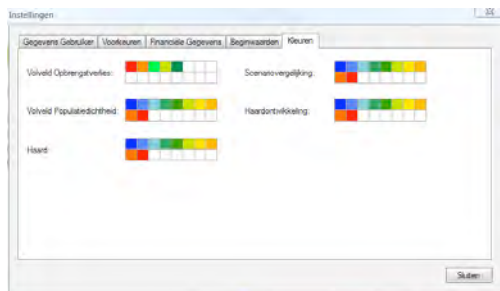 Instellingen
Gegevens Gebruiker Voorkeuren Financiële Gegevens Beginwaarden Kleuren
Volveld Opbrengstverlies: Scenariovergelijking:
Volveld Populatiedichtheid: Haardontwikkeling:
Haard:
Sluiten